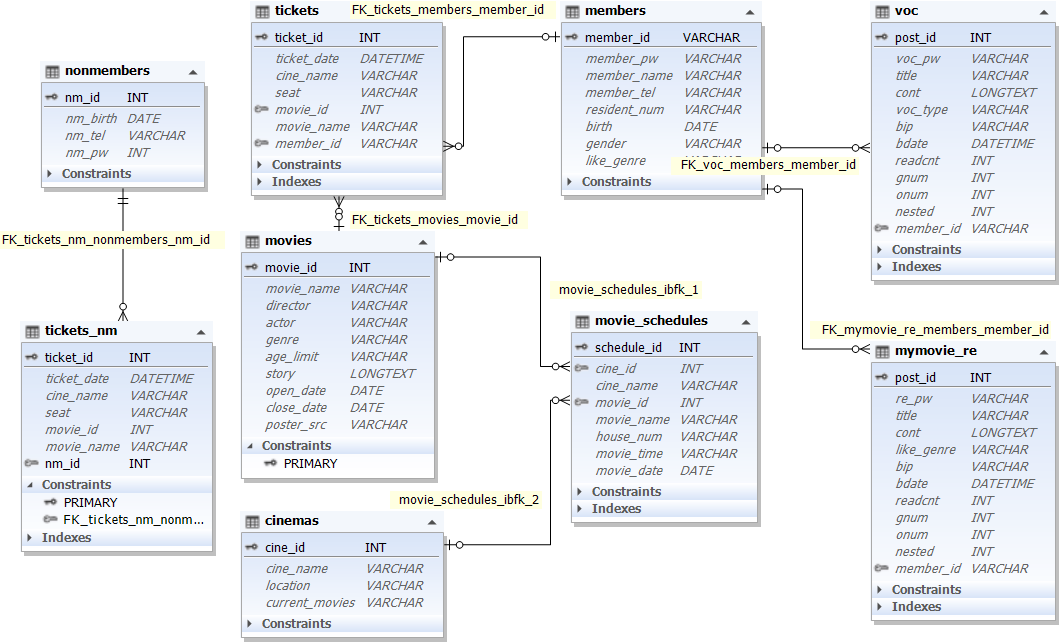 tickets
ticket_id INT
ticket_date DATETIME
cine_name VARCHAR
seat VARCHAR
movie_id INT
movie_name VARCHAR
member_id VARCHAR
Constraints
Indexes
FK_tickets_members_member_id
members
member_id VARCHAR
member_pw VARCHAR
member_name VARCHAR
member_tel VARCHAR
resident_num VARCHAR
birth DATE
gender VARCHAR
like_genre
Constraints
FK_voc_members_member_id
voc
post_id INT
voc_pw VARCHAR
title VARCHAR
cont LONGTEXT
voc_type VARCHAR
bip VARCHAR
bdate DATETIME
readcnt INT
gnum INT
onum INT
nested INT
member_id VARCHAR
Constraints
Indexes
nonmembers
nm_id INT
nm_birth DATE
nm_tel VARCHAR
nm_pw INT
Constraints
FK_tickets_nm_nonmembers_nm_id
FK_tickets_movies_movie_id
movies
movie_id INT
movie_name VARCHAR
director VARCHAR
actor VARCHAR
genre VARCHAR
age_limit VARCHAR
story LONGTEXT
open_date DATE
close_date DATE
poster_src VARCHAR
Constraints
PRIMARY
movie_schedules_ibfk_1
movie_schedules
schedule_id INT
cine_id INT
cine_name VARCHAR
movie_id INT
movie_name VARCHAR
house_num VARCHAR
movie_time VARCHAR
movie_date DATE
Constraints
Indexes
FK_mymovie_re_members_member_id
mymovie_re
post_id INT
re_pw VARCHAR
title VARCHAR
cont LONGTEXT
like_genre VARCHAR
bip VARCHAR
bdate DATETIME
readcnt INT
gnum INT
onum INT
nested INT
member_id VARCHAR
Constraints
Indexes
tickets_nm
ticket_id INT
ticket_date DATETIME
cine_name VARCHAR
seat VARCHAR
movie_id INT
movie_name VARCHAR
nm_id INT
Constraints
PRIMARY
FK_tickets_nm_nonm...
Indexes
movie_schedules_ibfk_2
cinemas
cine_id INT
cine_name VARCHAR
location VARCHAR
current_movies VARCHAR
Constraints